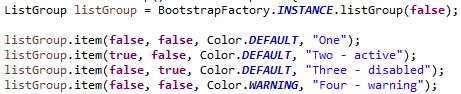 ListGroup listGroup = BootstrapFactory.INSTANCE.listGroup(false);
listGroup.item(false, false, Color.DEFAULT, "One");
listGroup.item(true, false, Color.DEFAULT, "Two - active");
listGroup.item(false, true, Color.DEFAULT, "Three - disabled");
listGroup.item(false, false, Color.WARNING, "Four - warning");